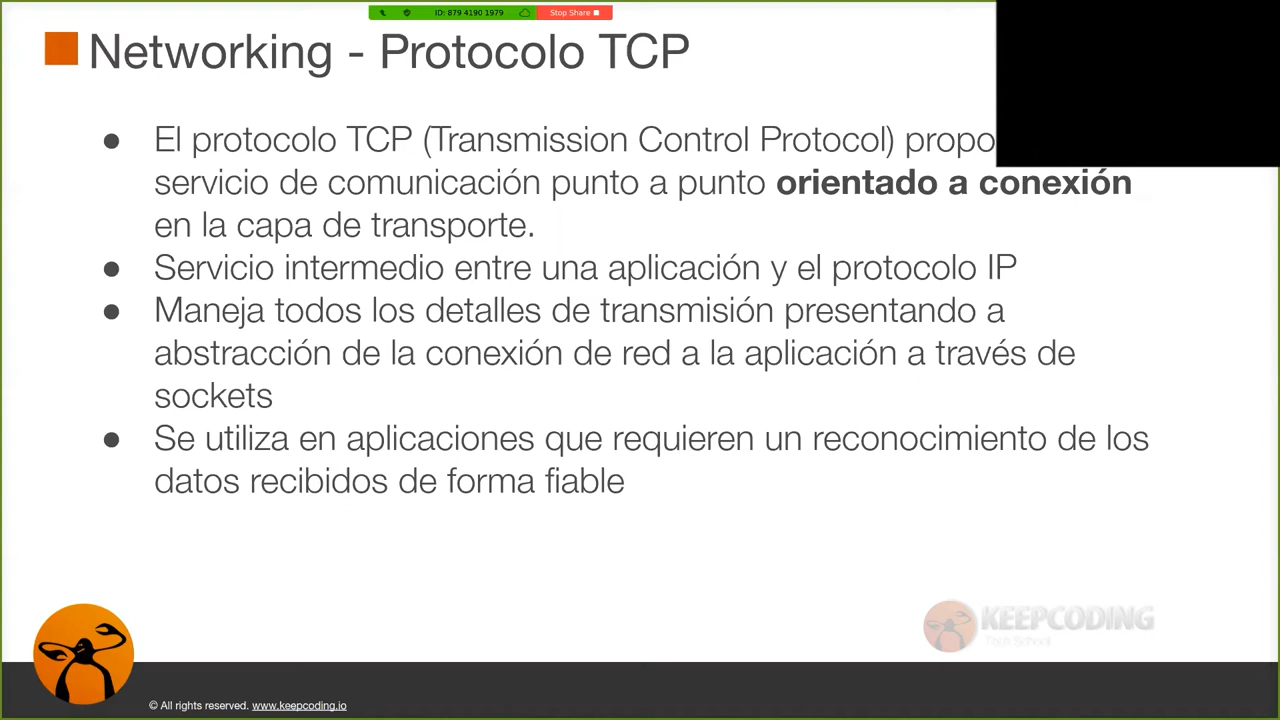 ID: 879 4190 1979
Stop Share
Networking - Protocolo TCP
● El protocolo TCP (Transmission Control Protocol)
servicio de comunicación punto a punto orientado a conexión
en la capa de transporte.
● Servicio intermedio entre una aplicación y el protocolo IP
● Maneja todos los detalles de transmisión presentando a
abstracción de la conexión de red a la aplicación a través de
sockets
● Se utiliza en aplicaciones que requieren un reconocimiento de los
datos recibidos de forma fiable
KEEPCODING
Tech School
© All rights reserved. www.keepcoding.io